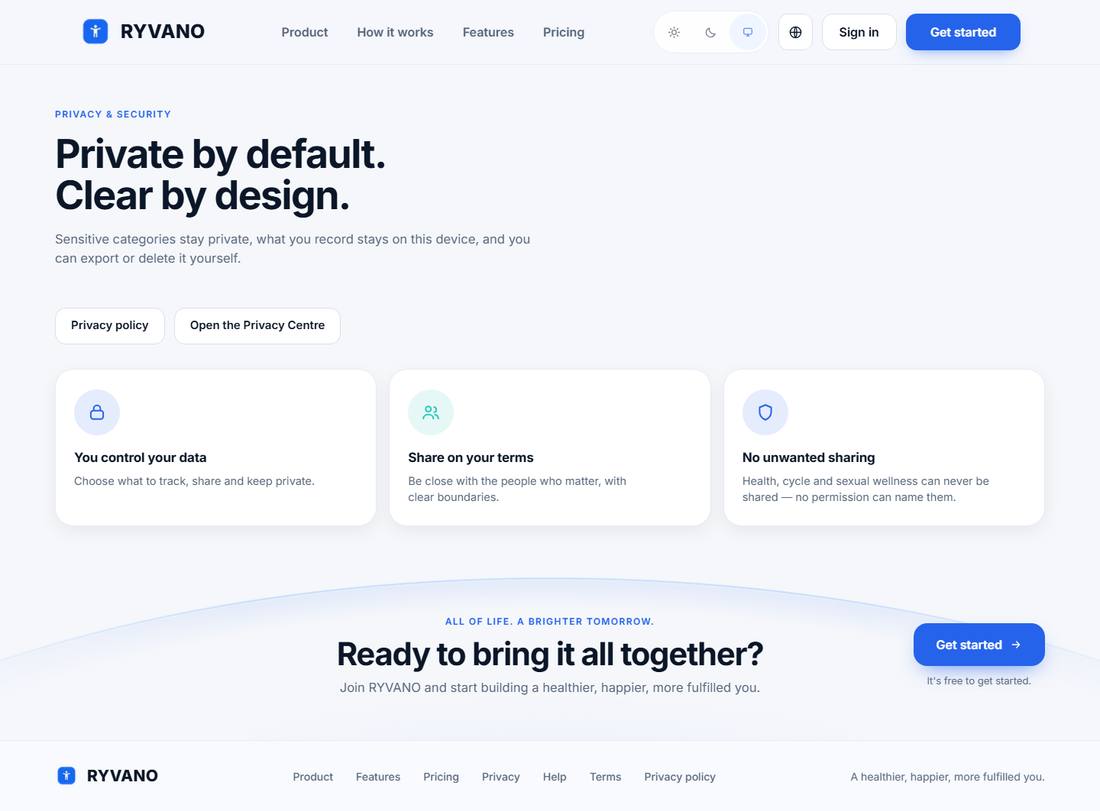 RYVANO
Product
How it works
Features
Pricing
Sign in
Get started
PRIVACY & SECURITY
Private by default.
Clear by design.
Sensitive categories stay private, what you record stays on this device, and you
can export or delete it yourself.
Privacy policy
Open the Privacy Centre
You control your data
Choose what to track, share and keep private.
Share on your terms
Be close with the people who matter, with
clear boundaries.
No unwanted sharing
Health, cycle and sexual wellness can never be
shared — no permission can name them.
ALL OF LIFE. A BRIGHTER TOMORROW.
Ready to bring it all together?
Join RYVANO and start building a healthier, happier, more fulfilled you.
Get started →
It's free to get started.
RYVANO
Product
Features
Pricing
Privacy
Help
Terms
Privacy policy
A healthier, happier, more fulfilled you.